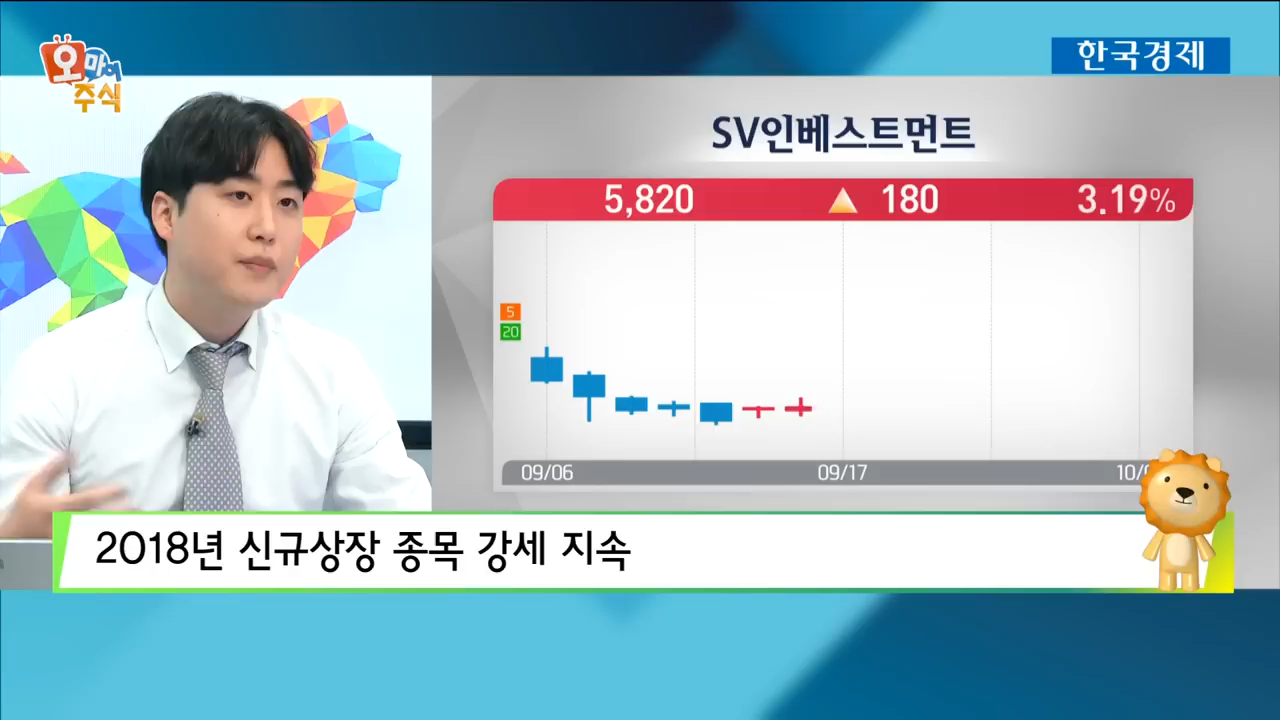 오마이
주식
한국경제
SV인베스트먼트
5,820 ▲ 180 3.19%
5
20
09/06 09/17 10/
2018년 신규상장 종목 강세 지속